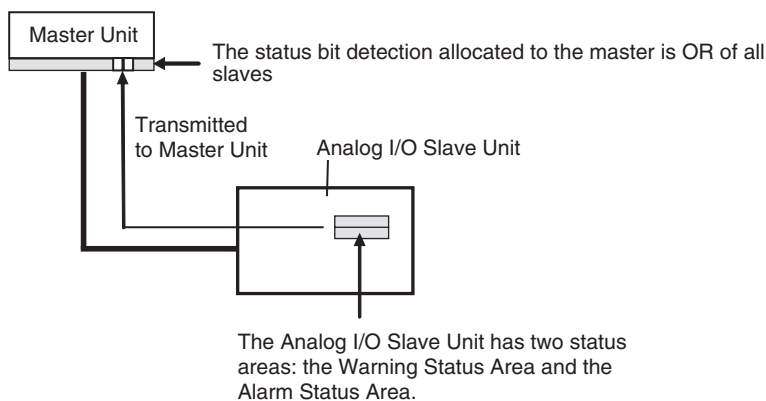 Master Unit
The status bit detection allocated to the master is OR of all
slaves
Transmitted
to Master Unit
Analog I/O Slave Unit
The Analog I/O Slave Unit has two status
areas: the Warning Status Area and the
Alarm Status Area.